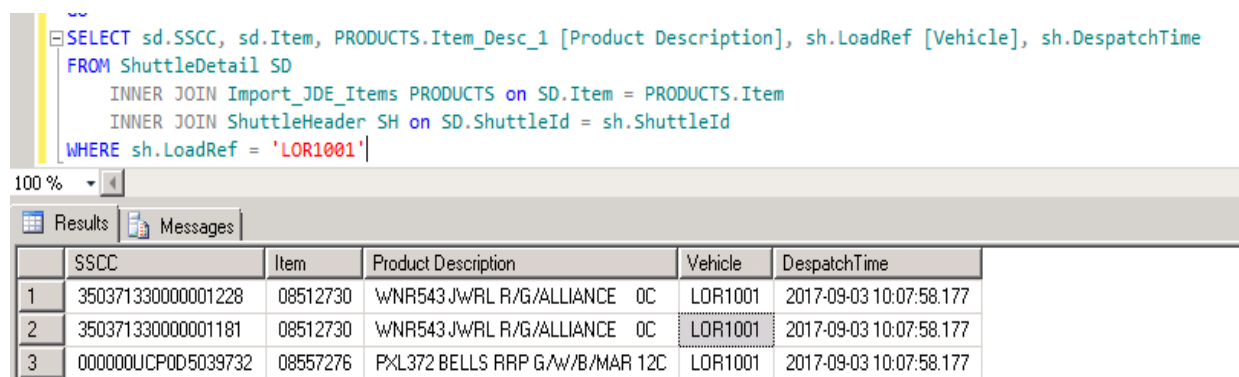 SELECT sd.SSCC, sd.Item, PRODUCTS.Item_Desc_1 [Product Description], sh.LoadRef [Vehicle], sh.DespatchTime
FROM ShuttleDetail SD
INNER JOIN Import_JDE_Items PRODUCTS on SD.Item = PRODUCTS.Item
INNER JOIN ShuttleHeader SH on SD.ShuttleId = sh.ShuttleId
WHERE sh.LoadRef = 'LOR1001'
100 %
Results Messages
SSCC Item Product Description Vehicle DespatchTime
1 350371330000001228 08512730 WNR543 JWRL R/G/ALLIANCE 0C LOR1001 2017-09-03 10:07:58.177
2 350371330000001181 08512730 WNR543 JWRL R/G/ALLIANCE 0C LOR1001 2017-09-03 10:07:58.177
3 000000UCP0D5039732 08557276 PXL372 BELLS RRP G/W/B/MAR 12C LOR1001 2017-09-03 10:07:58.177